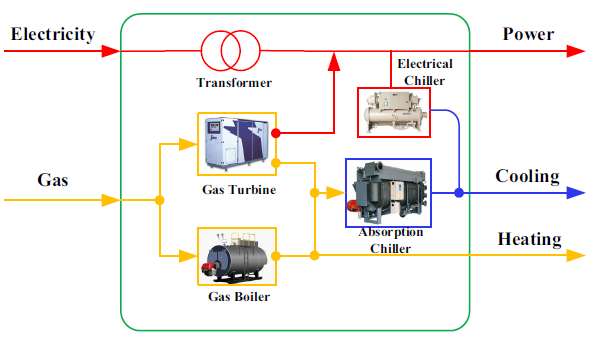 Electricity
Power
Transformer
Electrical
Chiller
Gas
Gas Turbine
Cooling
Absorption
Chiller
Heating
Gas Boiler